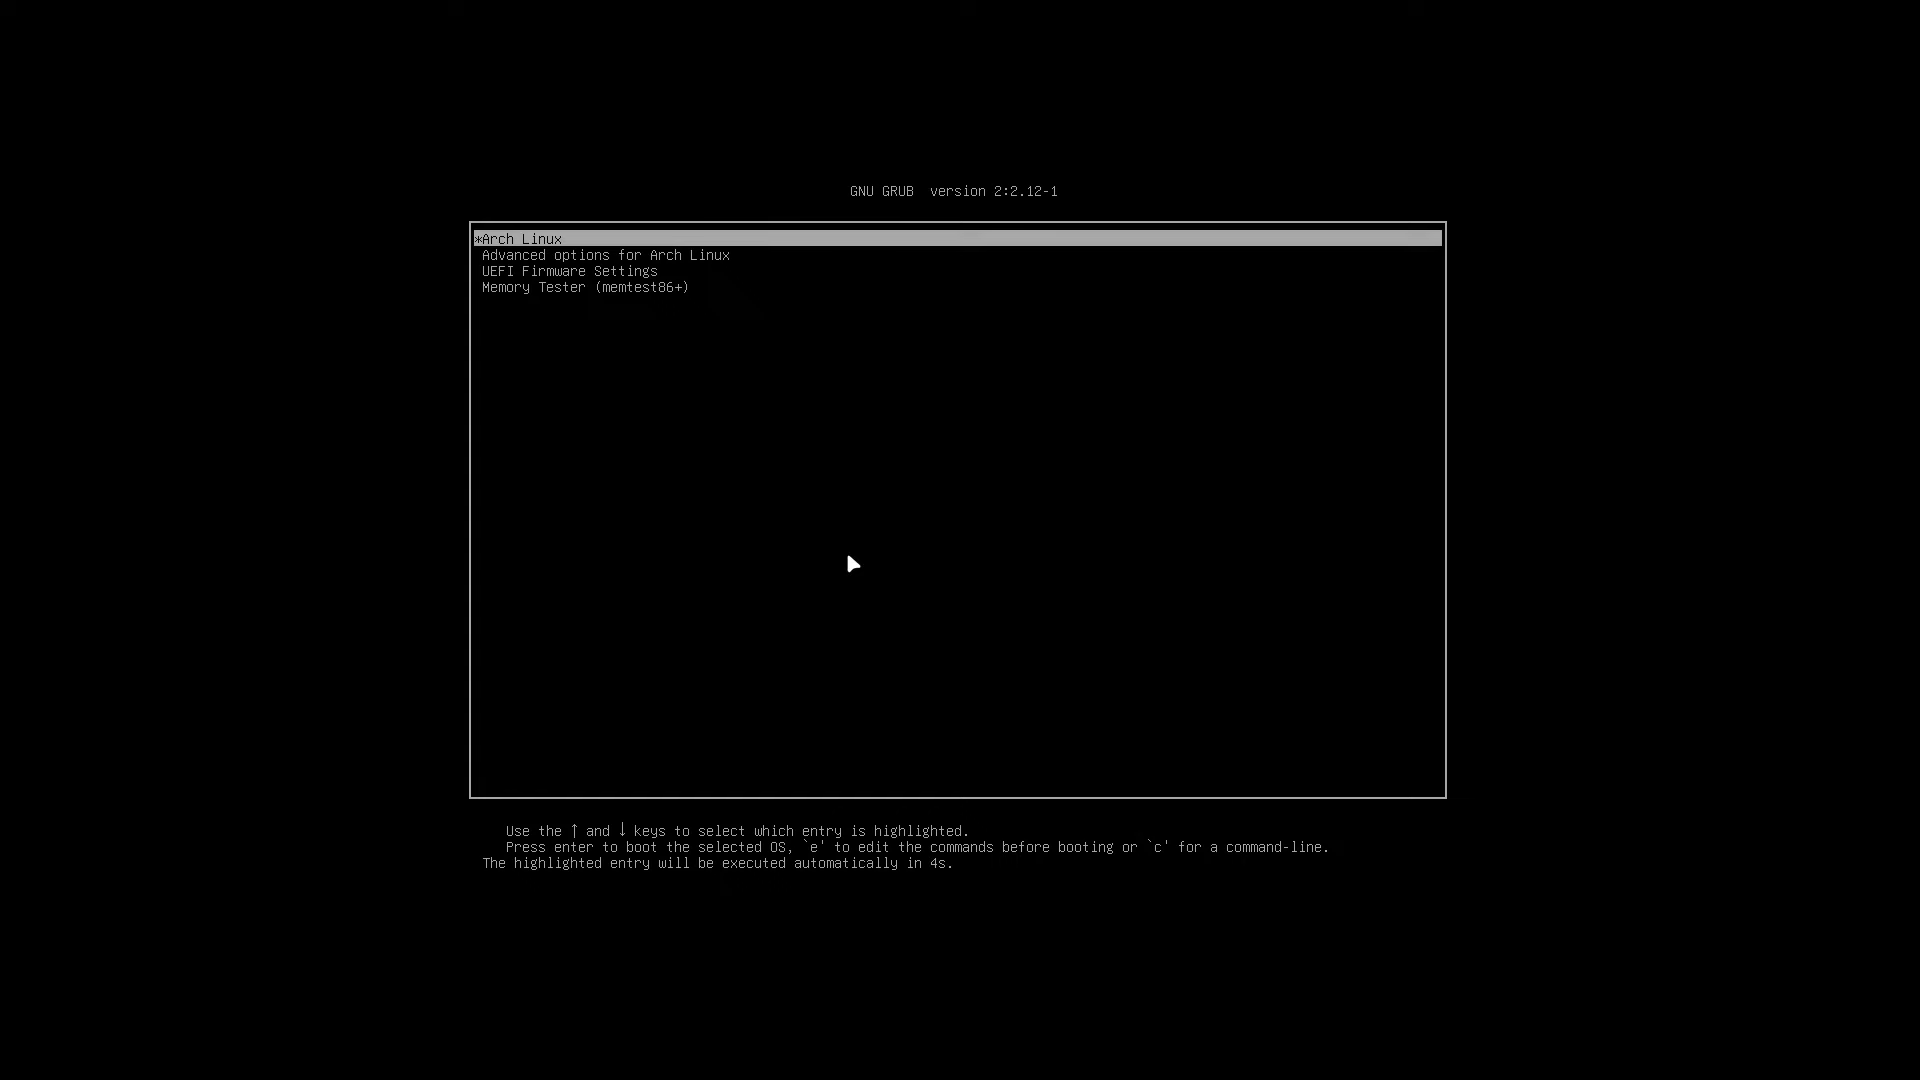 GNU GRUB  version 2:2.12-1
*Arch Linux
Advanced options for Arch Linux
UEFI Firmware Settings
Memory Tester (memtest86+)
Use the ↑ and ↓ keys to select which entry is highlighted.
Press enter to boot the selected OS, `e' to edit the commands before booting or `c' for a command-line.
The highlighted entry will be executed automatically in 4s.